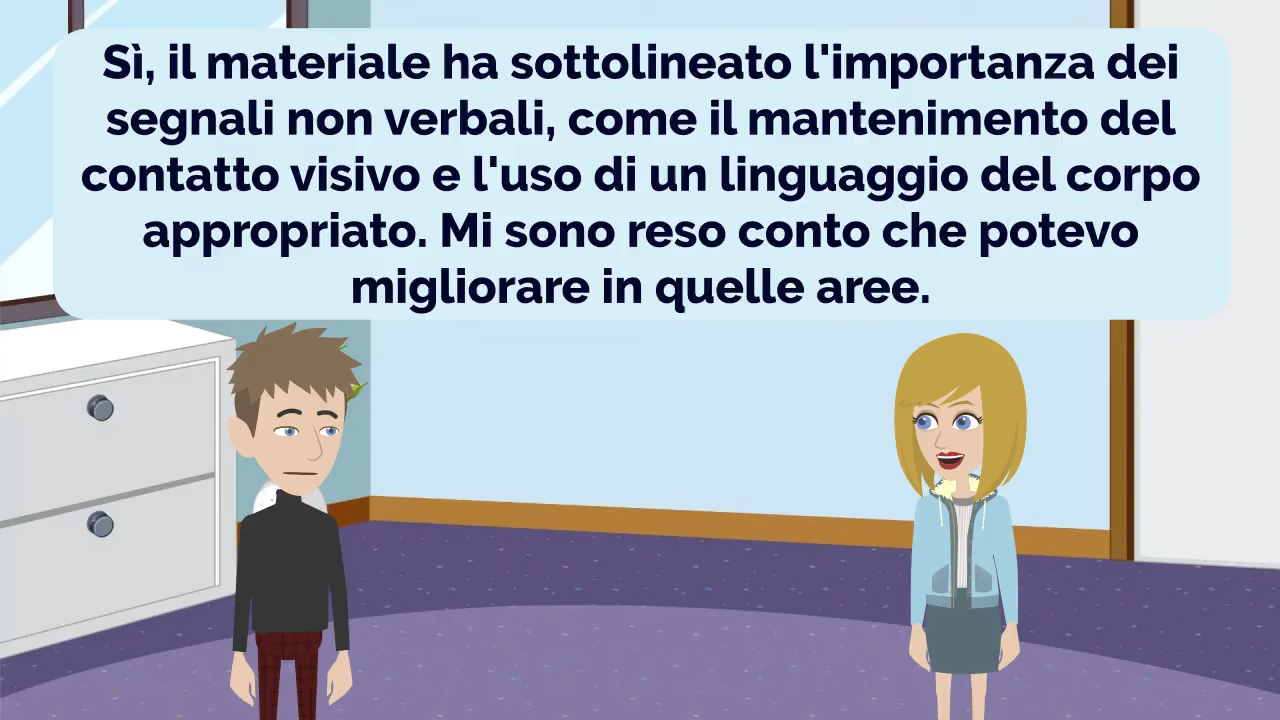 Sì, il materiale ha sottolineato l'importanza dei
segnali non verbali, come il mantenimento del
contatto visivo e l'uso di un linguaggio del corpo
appropriato. Mi sono reso conto che potevo
migliorare in quelle aree.